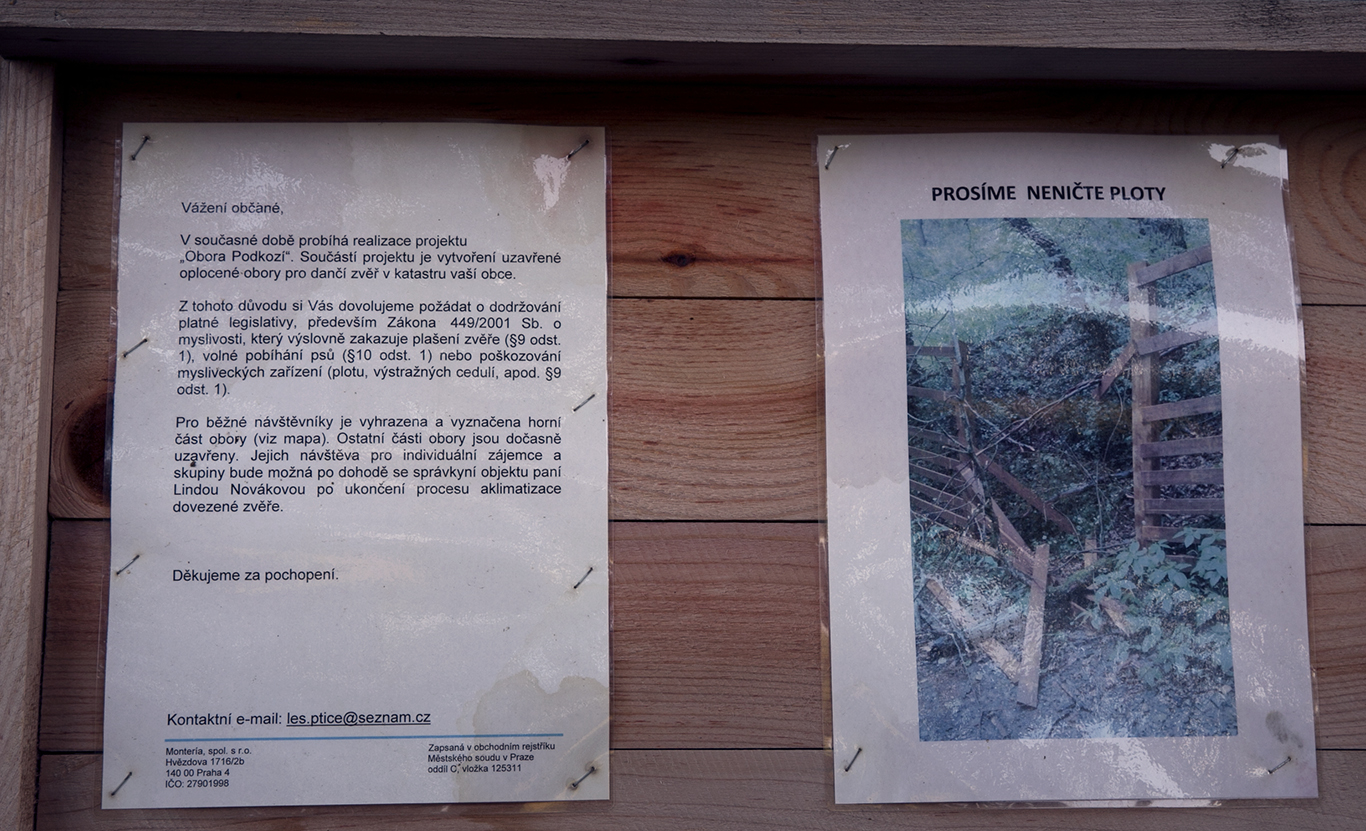 Vážení občané,
V současné době probíhá realizace projektu
„Obora Podkozí“. Součástí projektu je vytvoření uzavřené
oplocené obory pro dančí zvěř v katastru vaší obce.
Z tohoto důvodu si Vás dovolujeme požádat o dodržování
platné legislativy, především Zákona 449/2001 Sb. o
myslivosti, který výslovně zakazuje plašení zvěře (§9 odst.
1), volné pobíhání psů (§10 odst. 1) nebo poškozování
mysliveckých zařízení (plotu, výstražných cedulí, apod. §9
odst. 1).
Pro běžné návštěvníky je vyhrazena a vyznačena horní
část obory (viz mapa). Ostatní části obory jsou dočasně
uzavřeny. Jejich návštěva pro individuální zájemce a
skupiny bude možná po dohodě se správkyní objektu paní
Lindou Novákovou po ukončení procesu aklimatizace
dovezené zvěře.
Děkujeme za pochopení.
Kontaktní e-mail: les.ptice@seznam.cz
Montería, spol. s r.o.
Hvězdova 1716/2b
140 00 Praha 4
IČO: 27901998
Zapsaná v obchodním rejstříku
Městského soudu v Praze
oddíl C, vložka 125311
PROSÍME NENIČTE PLOTY